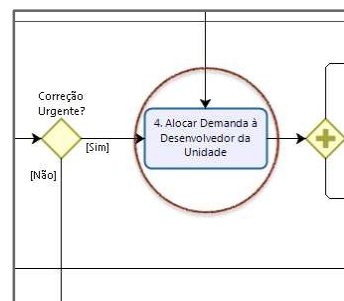 Correção
Urgente?
[Sim]
[Não]
4. Alocar Demanda à
Desenvolvedor da
Unidade